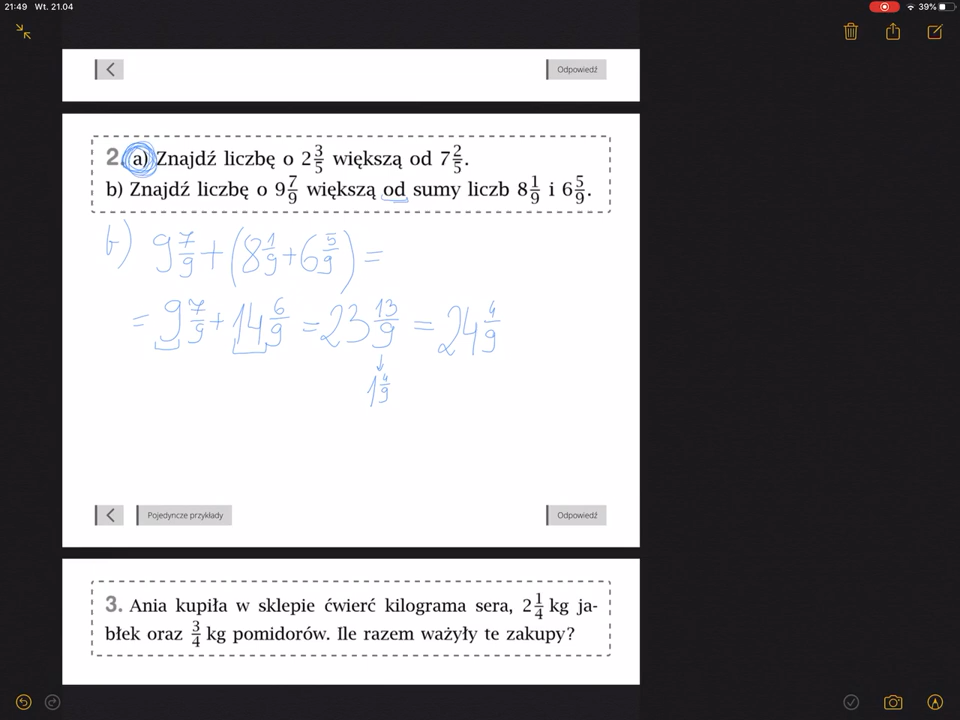 21:49 Wt. 21.04
39%
Odpowiedź
2. a) Znajdź liczbę o 2 3/5 większą od 7 2/5.
b) Znajdź liczbę o 9 7/9 większą od sumy liczb 8 1/9 i 6 5/9.
b) 9 7/9 + (8 1/9 + 6 5/9) =
= 9 7/9 + 14 6/9 = 23 13/9 = 24 4/9
↓
1 4/9
Pojedyncze przykłady Odpowiedź
3. Ania kupiła w sklepie ćwierć kilograma sera, 2 1/4 kg ja-
błek oraz 3/4 kg pomidorów. Ile razem ważyły te zakupy?